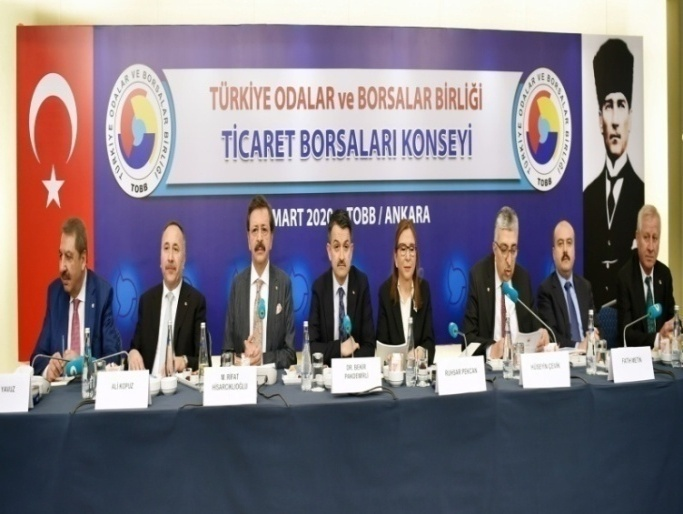 TÜRKİYE ODALAR ve BORSALAR BİRLİĞİ
TİCARET BORSALARI KONSEYİ
MART 2020 - TOBB / ANKARA
TÜRKİYE ODALAR VE BORSALAR BİRLİĞİ
TOBB
TÜRKİYE ODALAR VE BORSALAR BİRLİĞİ
TOBB
YAVUZ
ALİ KOPUZ
M. RİFAT
HİSARCIKLIOĞLU
DR. BEKİR
PAKDEMİRLİ
RUHSAR PEKCAN
HÜSEYİN ÇEVİK
FATİH METİN